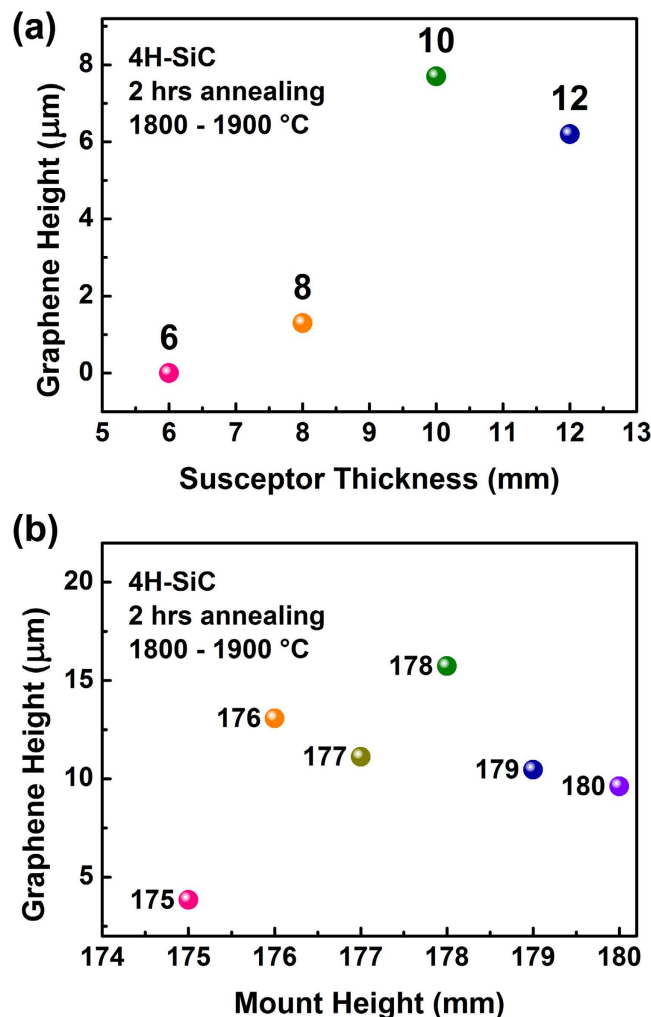 (a)
4H-SiC
2 hrs annealing
1800 - 1900 °C
10
12
8
6
Graphene Height (μm)
8
6
4
2
0
5 6 7 8 9 10 11 12 13
Susceptor Thickness (mm)
(b)
4H-SiC
2 hrs annealing
1800 - 1900 °C
178
176
177
179
180
175
Graphene Height (μm)
20
15
10
5
174 175 176 177 178 179 180
Mount Height (mm)